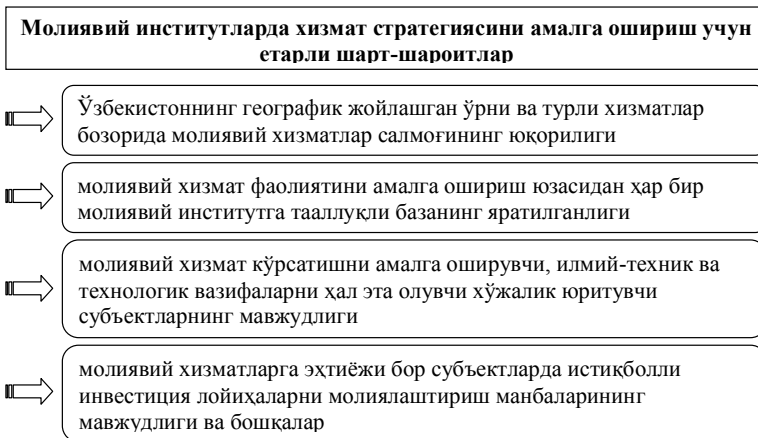 Молиявий институтларда хизмат стратегиясини амалга ошириш учун
етарли шарт-шароитлар
Ўзбекистоннинг географик жойлашган ўрни ва турли хизматлар
бозорида молиявий хизматлар салмоғининг юқорилиги
молиявий хизмат фаолиятини амалга ошириш юзасидан ҳар бир
молиявий институтга тааллуқли базанинг яратилганлиги
молиявий хизмат кўрсатишни амалга оширувчи, илмий-техник ва
технологик вазифаларни ҳал эта олувчи хўжалик юритувчи
субъектларнинг мавжудлиги
молиявий хизматларга эҳтиёжи бор субъектларда истиқболли
инвестиция лойиҳаларни молиялаштириш манбаларининг
мавжудлиги ва бошқалар